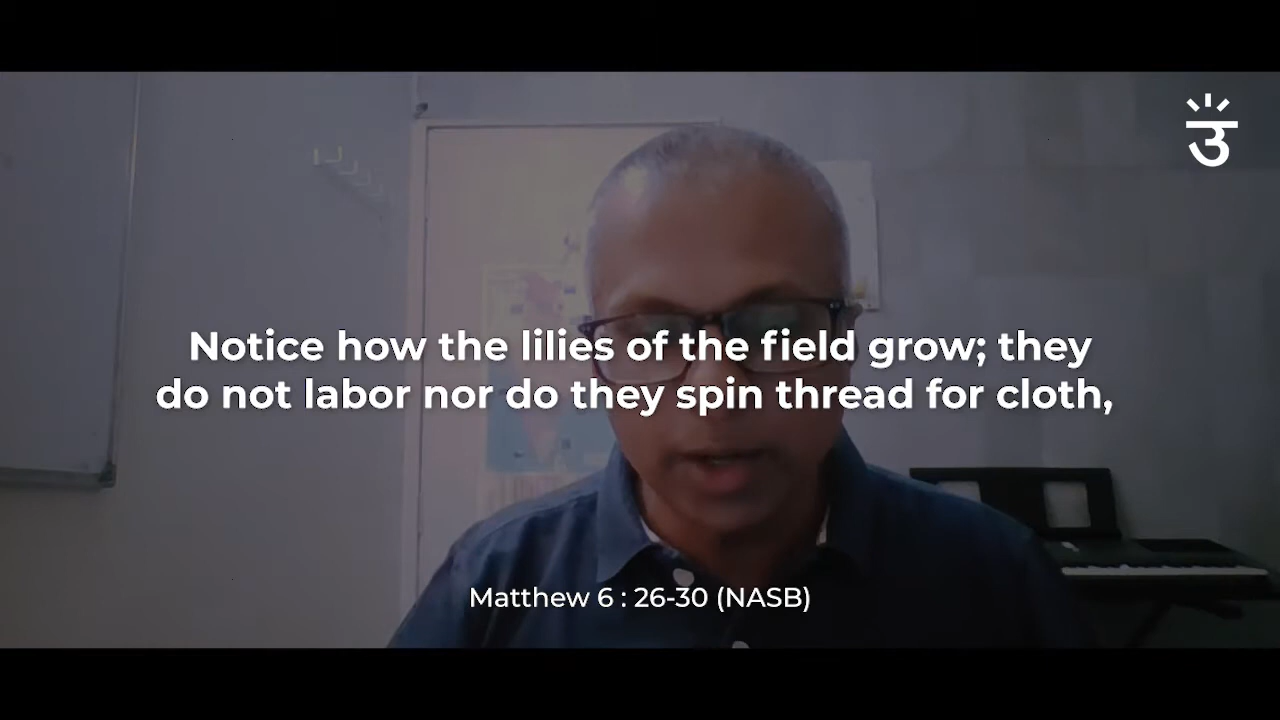 उ
Notice how the lilies of the field grow; they
do not labor nor do they spin thread for cloth,
Matthew 6 : 26-30 (NASB)